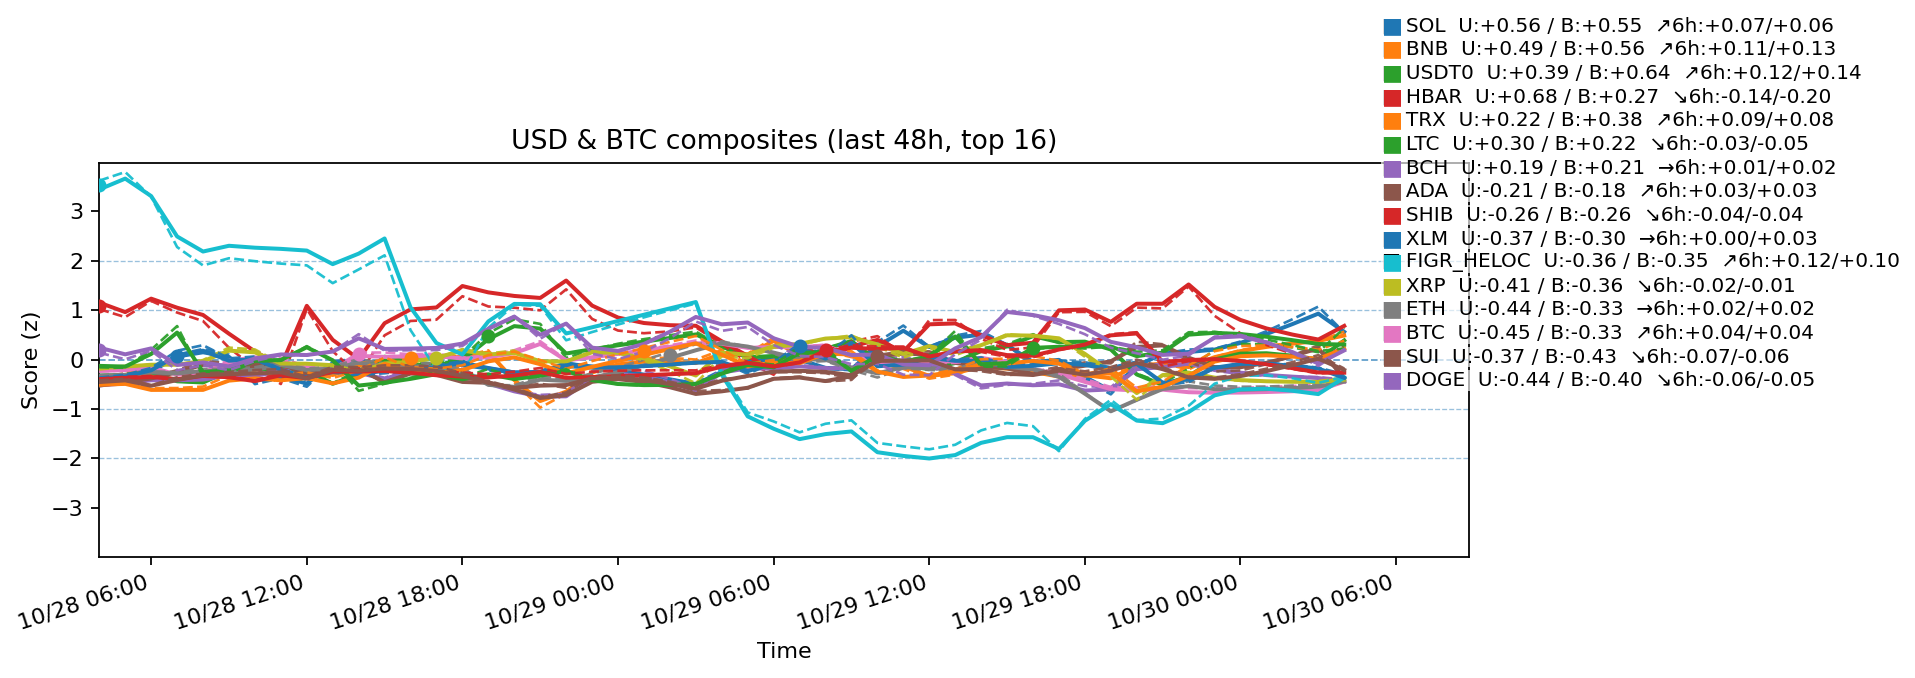 SOL U:+0.56 / B:+0.55 ↗6h:+0.07/+0.06
BNB U:+0.49 / B:+0.56 ↗6h:+0.11/+0.13
USDT0 U:+0.39 / B:+0.64 ↗6h:+0.12/+0.14
HBAR U:+0.68 / B:+0.27 ↘6h:-0.14/-0.20
TRX U:+0.22 / B:+0.38 ↗6h:+0.09/+0.08
LTC U:+0.30 / B:+0.22 ↘6h:-0.03/-0.05
BCH U:+0.19 / B:+0.21 →6h:+0.01/+0.02
ADA U:-0.21 / B:-0.18 ↗6h:+0.03/+0.03
SHIB U:-0.26 / B:-0.26 ↘6h:-0.04/-0.04
XLM U:-0.37 / B:-0.30 →6h:+0.00/+0.03
FIGR_HELOC U:-0.36 / B:-0.35 ↗6h:+0.12/+0.10
XRP U:-0.41 / B:-0.36 ↘6h:-0.02/-0.01
ETH U:-0.44 / B:-0.33 →6h:+0.02/+0.02
BTC U:-0.45 / B:-0.33 ↗6h:+0.04/+0.04
SUI U:-0.37 / B:-0.43 ↘6h:-0.07/-0.06
DOGE U:-0.44 / B:-0.40 ↘6h:-0.06/-0.05
USD & BTC composites (last 48h, top 16)
Score (z)
3
2
1
0
−1
−2
−3
10/28 06:00
10/28 12:00
10/28 18:00
10/29 00:00
10/29 06:00
10/29 12:00
10/29 18:00
10/30 00:00
10/30 06:00
Time